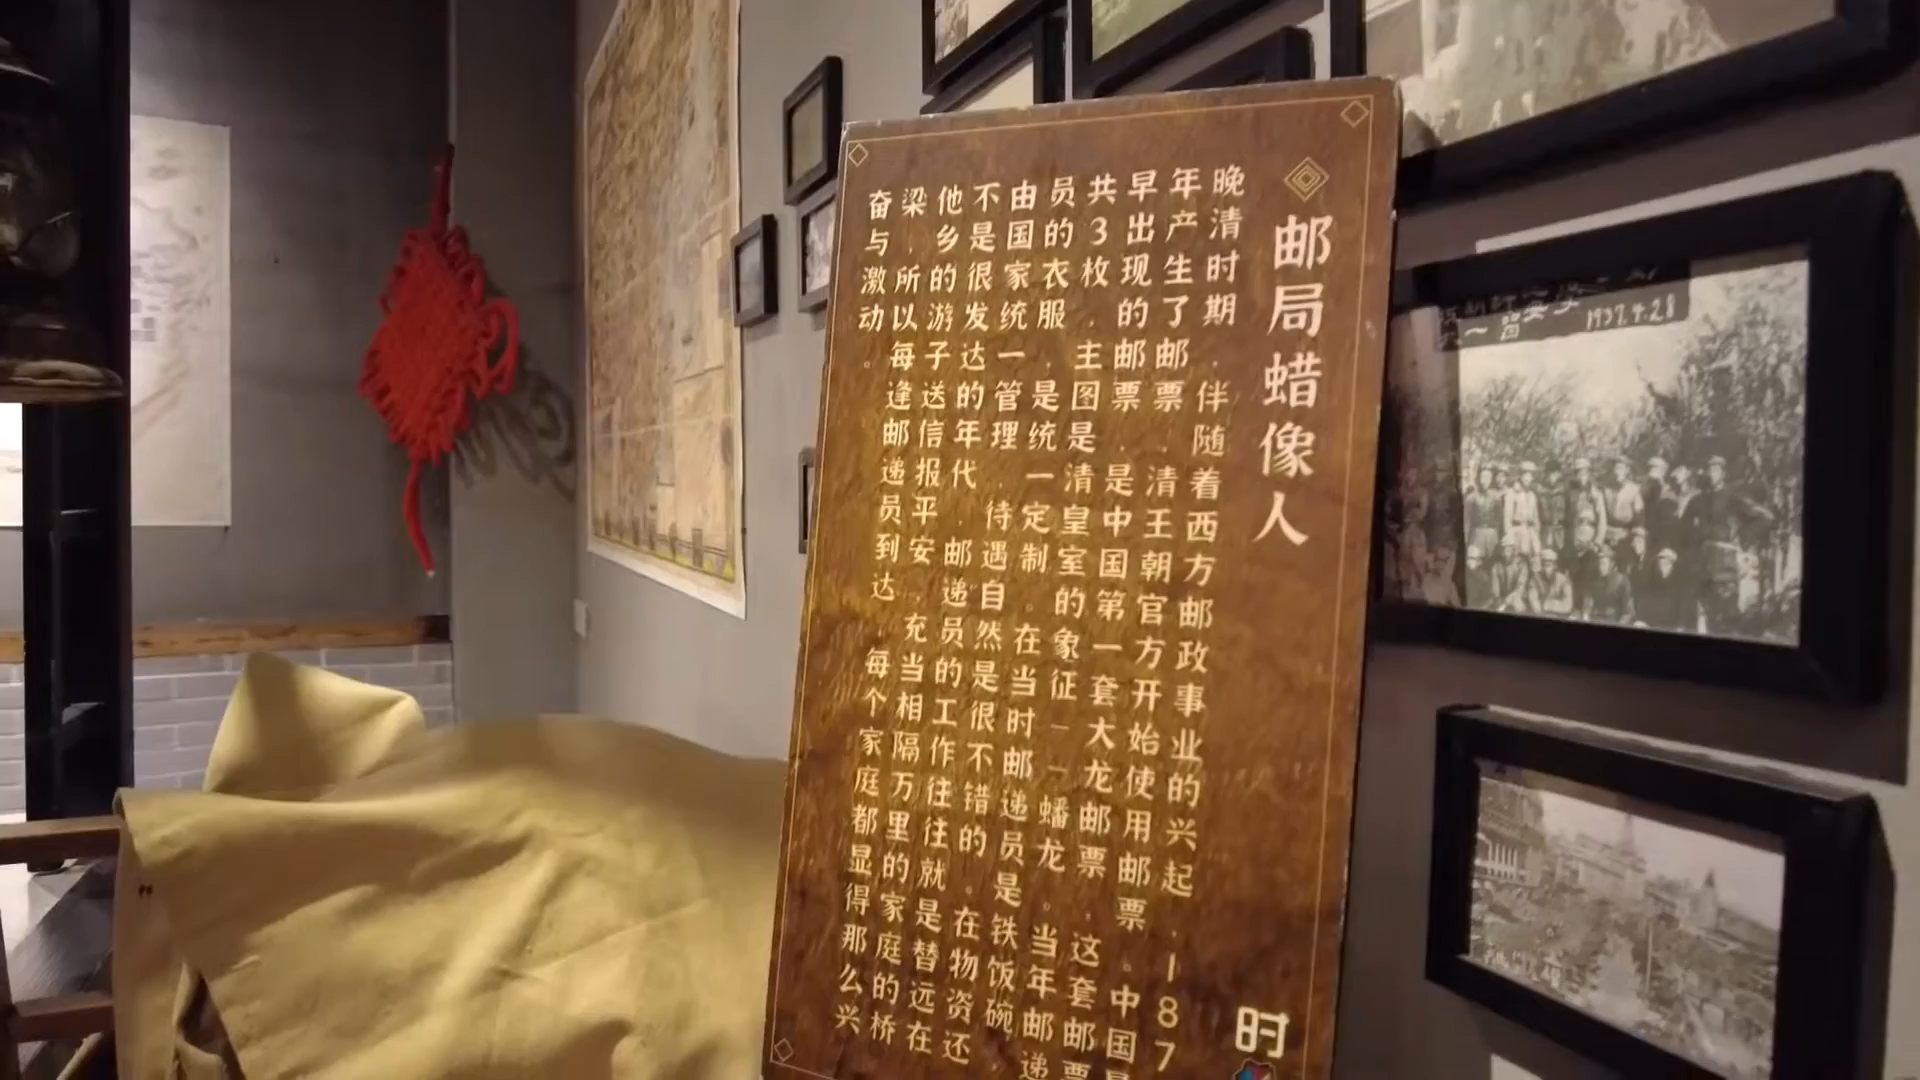 邮局蜡像人
晚清时期，伴随着西方邮政事业的兴起，187
年产生了邮票，清王朝官方开始使用邮票。中国
早出现的邮票，是中国第一套大龙邮票，这套邮票
共3枚，主图是清皇室的象征——蟠龙。当年邮递
员的衣服，是统一定制。在当时邮递员是铁饭碗
由国家统一管理，待遇自然是很不错的。在物资还
不是很发达的年代，邮递员的工作往往就是替远在
他乡的游子送信报平安，充当相隔万里的家庭的桥
梁，所以每逢邮递员到达，每个家庭都显得那么兴
奋与激动。
时
1937.4.28